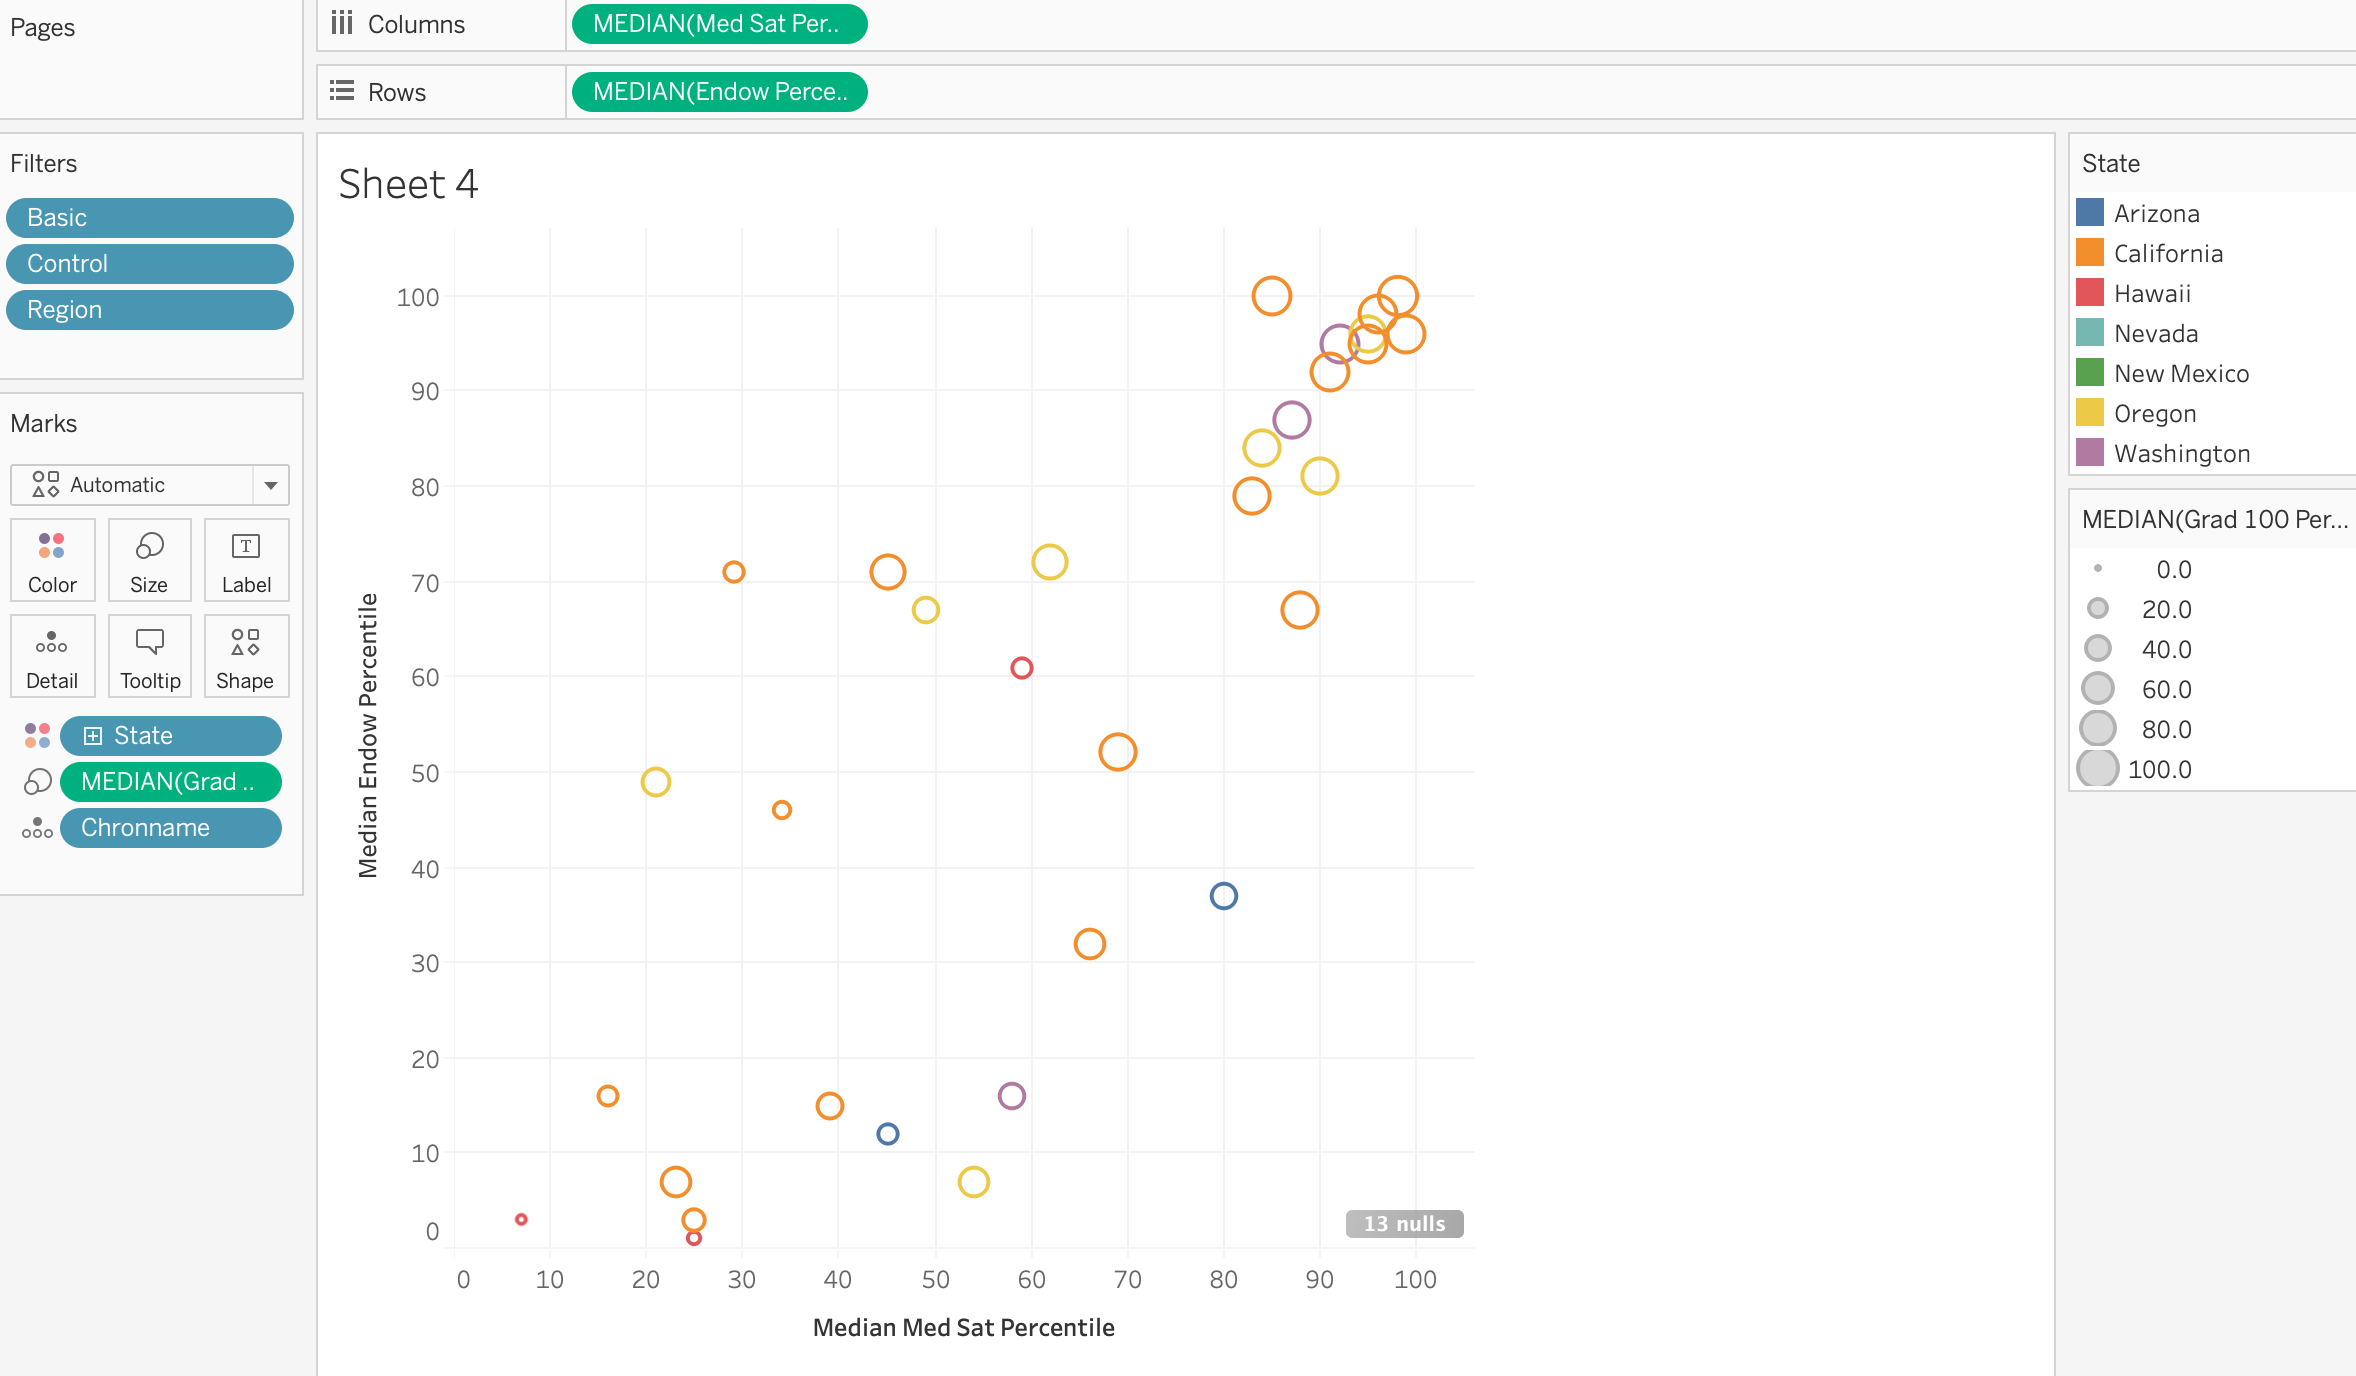 Pages
Columns
MEDIAN(Med Sat Per..
Rows
MEDIAN(Endow Perce..
Filters
Basic
Control
Region
Marks
Automatic
Color
Size
T
Label
Detail
Tooltip
Shape
State
MEDIAN(Grad ..
Chronname
Sheet 4
Median Endow Percentile
100
90
80
70
60
50
40
30
20
10
0
13 nulls
0 10 20 30 40 50 60 70 80 90 100
Median Med Sat Percentile
State
Arizona
California
Hawaii
Nevada
New Mexico
Oregon
Washington
MEDIAN(Grad 100 Per...
0.0
20.0
40.0
60.0
80.0
100.0